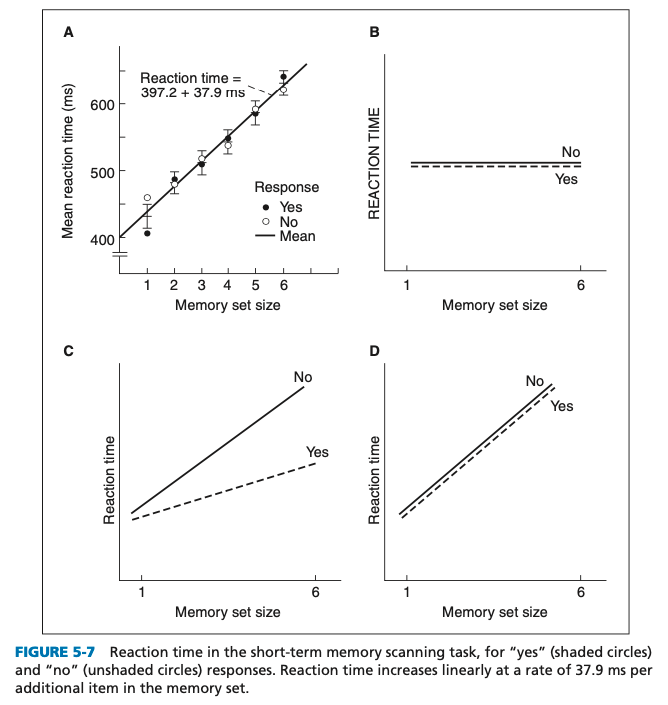 A
Reaction time =
397.2 + 37.9 ms
Mean reaction time (ms)
600
500
400
Response
Yes
No
Mean
1 2 3 4 5 6
Memory set size
B
REACTION TIME
No
Yes
1 6
Memory set size
C
Reaction time
No
Yes
1 6
Memory set size
D
Reaction time
No
Yes
1 6
Memory set size
FIGURE 5-7 Reaction time in the short-term memory scanning task, for “yes” (shaded circles)
and “no” (unshaded circles) responses. Reaction time increases linearly at a rate of 37.9 ms per
additional item in the memory set.